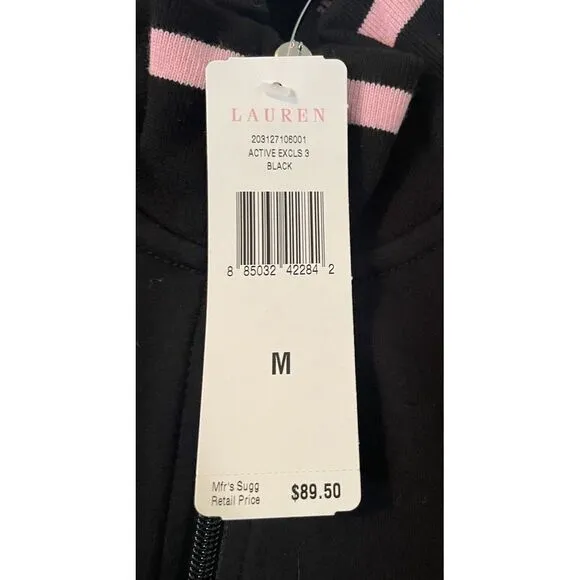 LAUREN
203127106001
ACTIVE EXCLS 3
BLACK
8 85032 42284 2
M
Mfr's Sugg
Retail Price $89.50